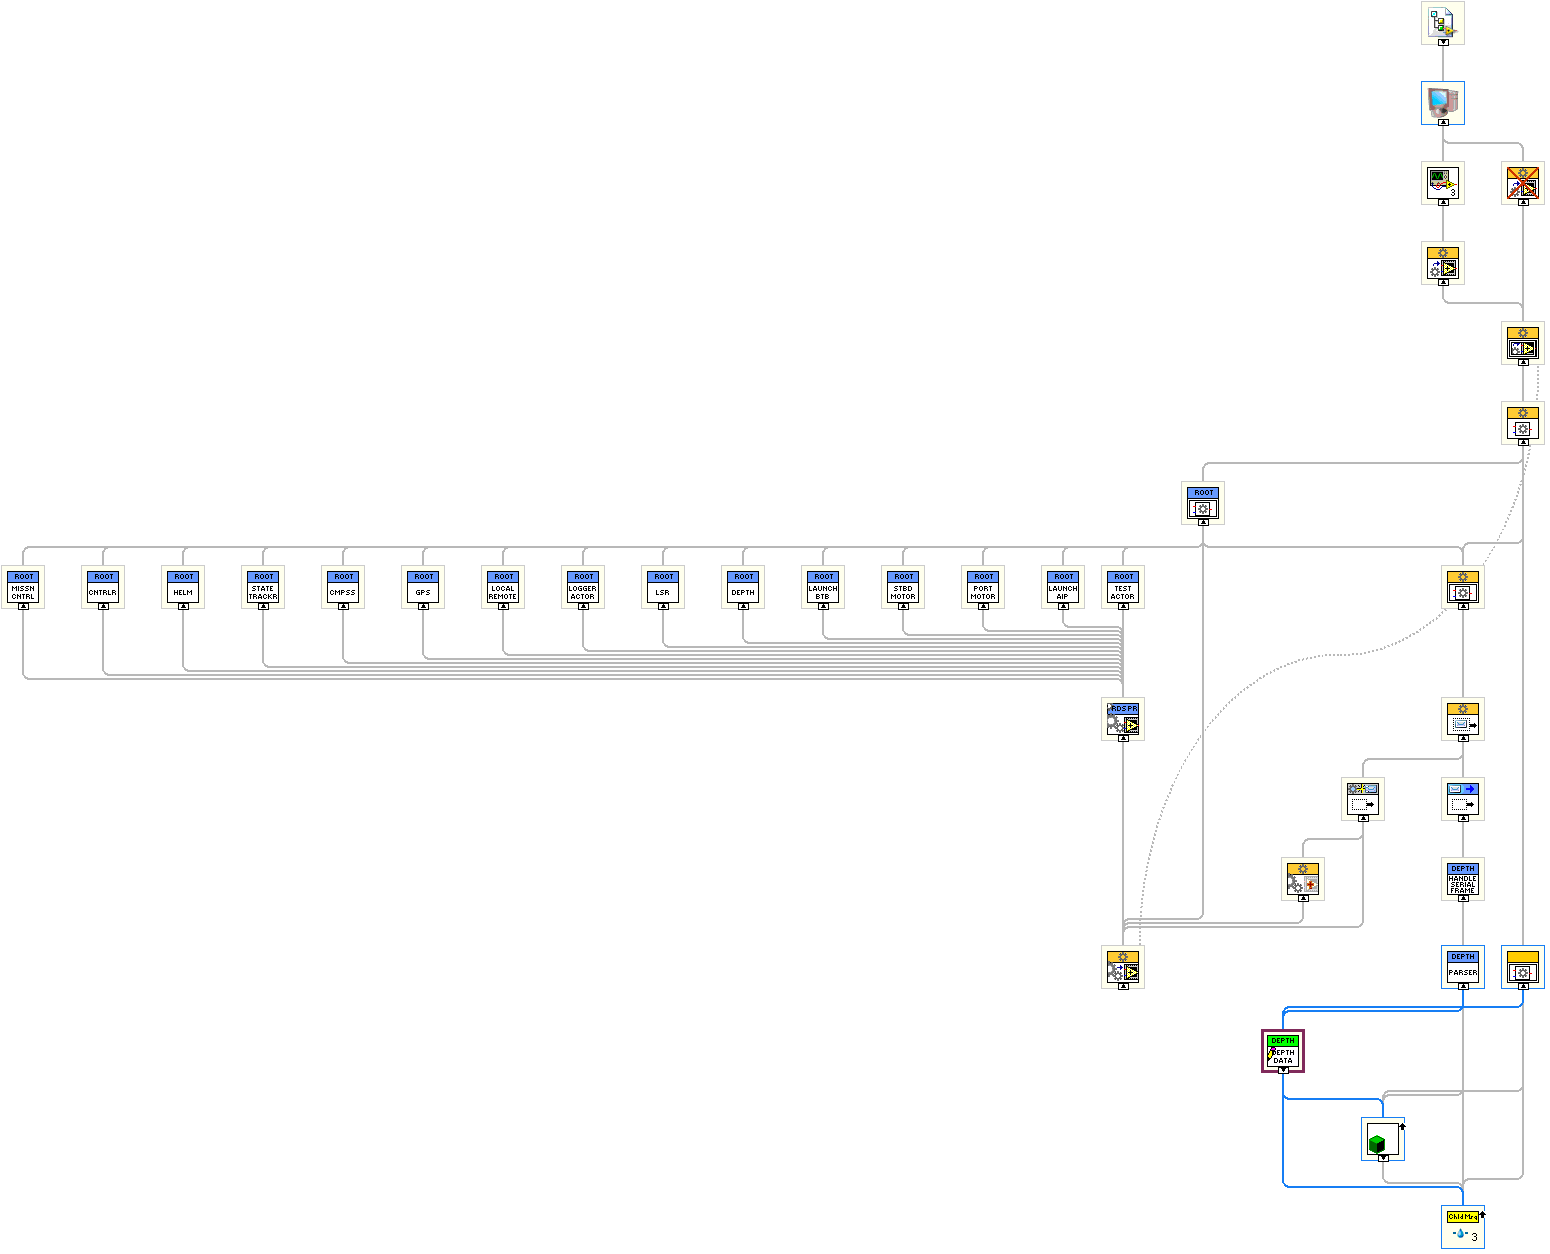 3
ROOT
ROOT
MISSN
CNTRL
ROOT
CNTRLR
ROOT
HELM
ROOT
STATE
TRACKR
ROOT
CMPSS
ROOT
GPS
ROOT
LOCAL
REMOTE
ROOT
LOGGER
ACTOR
ROOT
LSR
ROOT
DEPTH
ROOT
LAUNCH
BTB
ROOT
STBD
MOTOR
ROOT
PORT
MOTOR
ROOT
LAUNCH
AIP
ROOT
TEST
ACTOR
RDSPR
DEPTH
HANDLE
SERIAL
FRAME
DEPTH
PARSER
DEPTH
DEPTH
DATA
Chld Msg
3